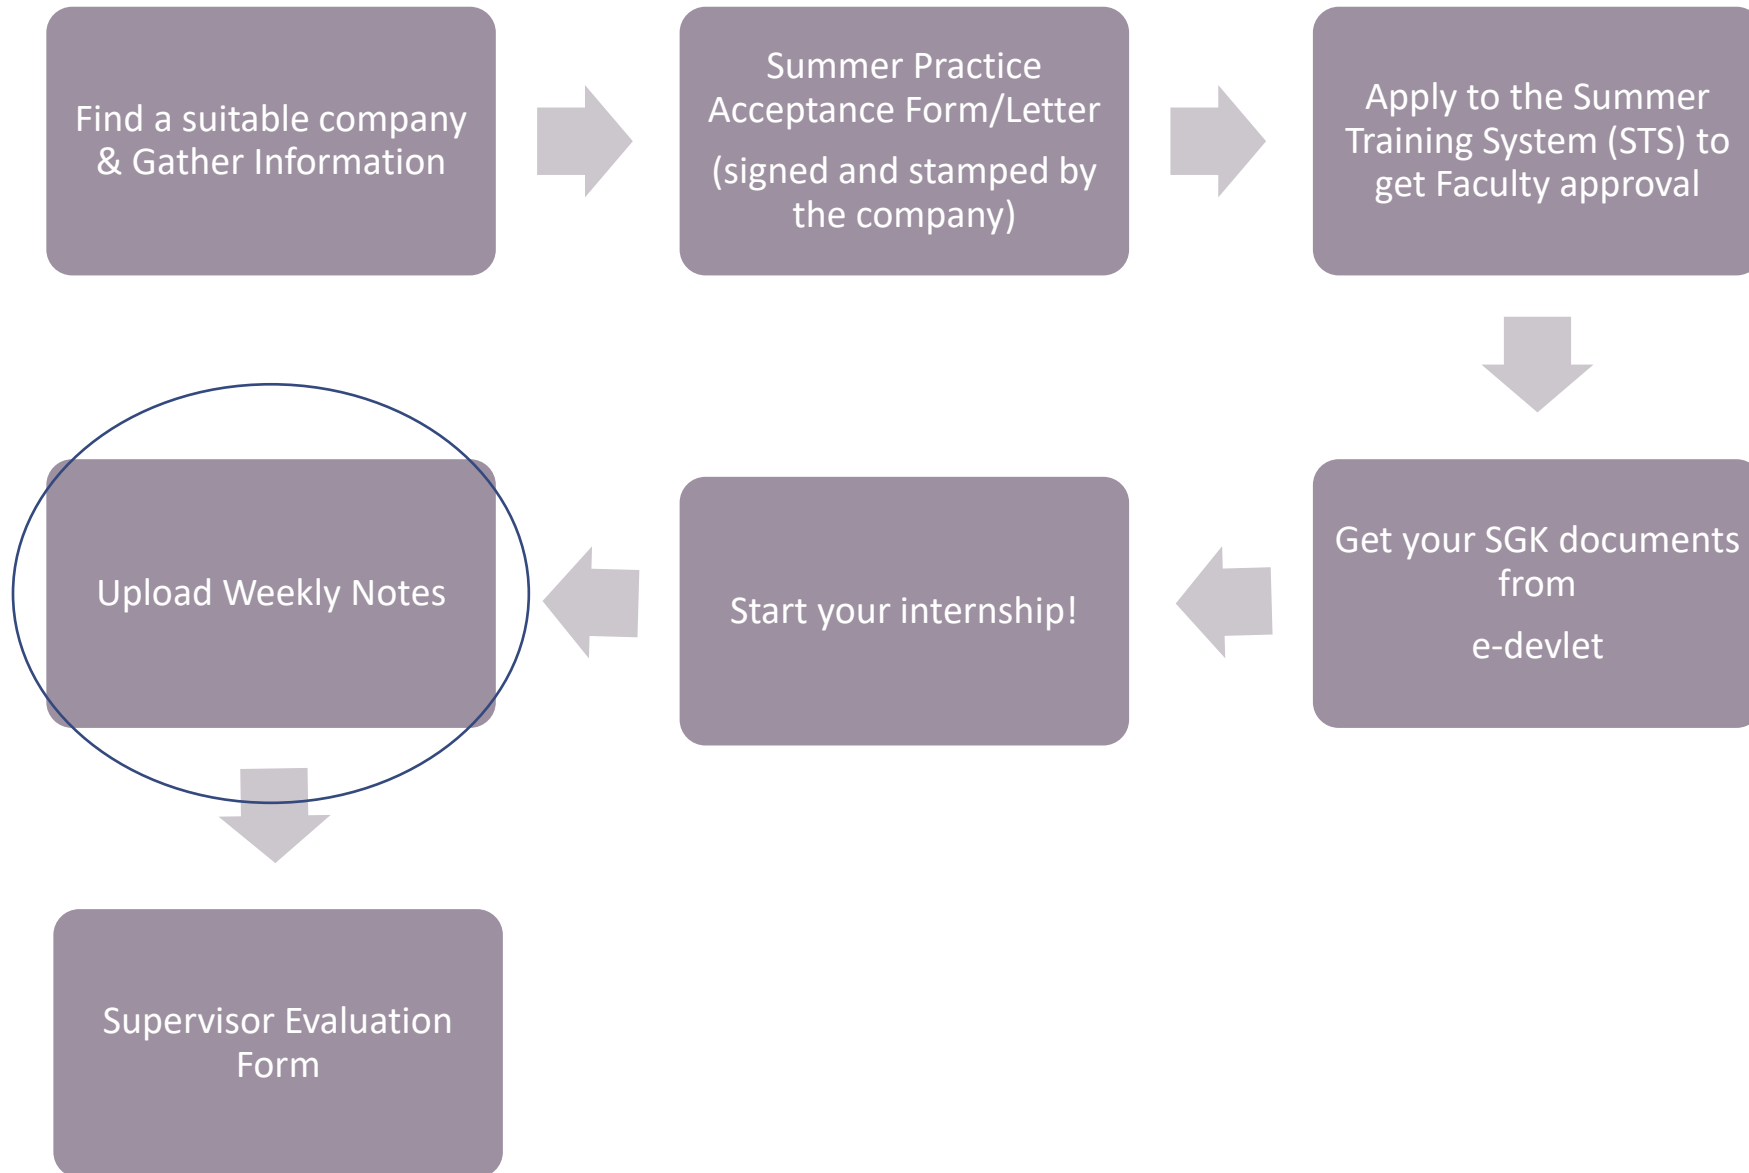 Find a suitable company
& Gather Information
Summer Practice
Acceptance Form/Letter
(signed and stamped by
the company)
Apply to the Summer
Training System (STS) to
get Faculty approval
Get your SGK documents
from
e-devlet
Start your internship!
Upload Weekly Notes
Supervisor Evaluation
Form